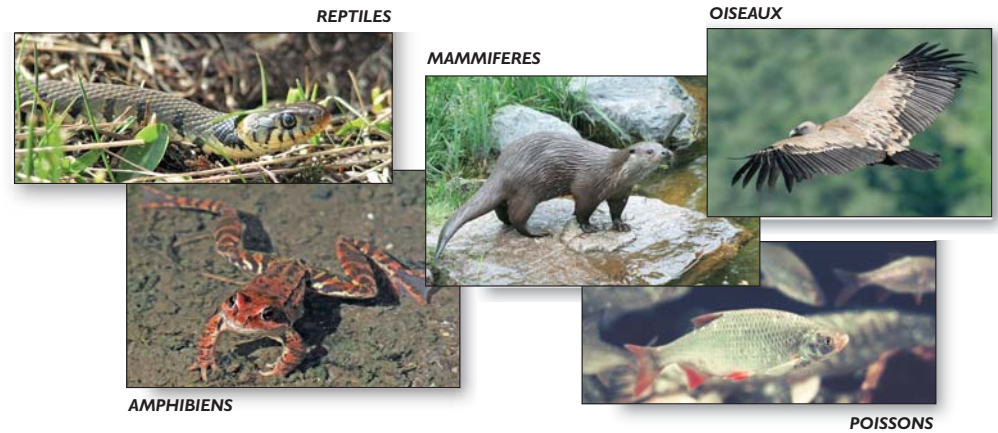 REPTILES
OISEAUX
MAMMIFERES
AMPHIBIENS
POISSONS